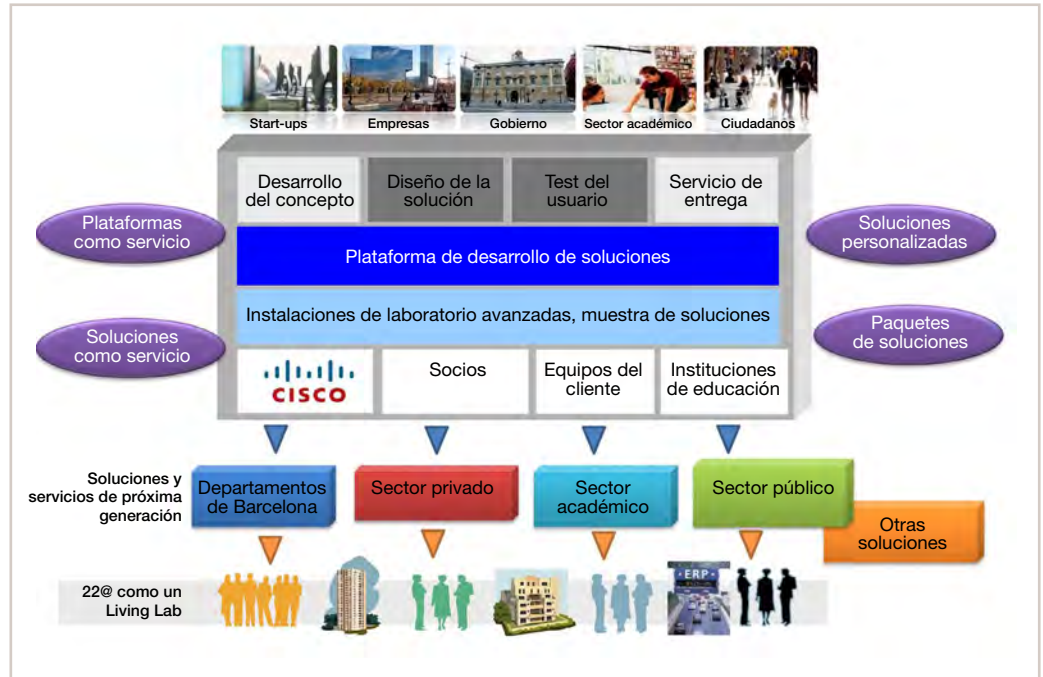 Start-ups
Empresas
Gobierno
Sector académico
Ciudadanos
Desarrollo
del concepto
Diseño de la
solución
Test del
usuario
Servicio de
entrega
Plataformas
como servicio
Soluciones
personalizadas
Plataforma de desarrollo de soluciones
Instalaciones de laboratorio avanzadas, muestra de soluciones
Soluciones
como servicio
Paquetes
de soluciones
CISCO
Socios
Equipos del
cliente
Instituciones
de educación
Soluciones y
servicios de próxima
generación
Departamentos
de Barcelona
Sector privado
Sector
académico
Sector público
Otras
soluciones
22@ como un
Living Lab
ERP